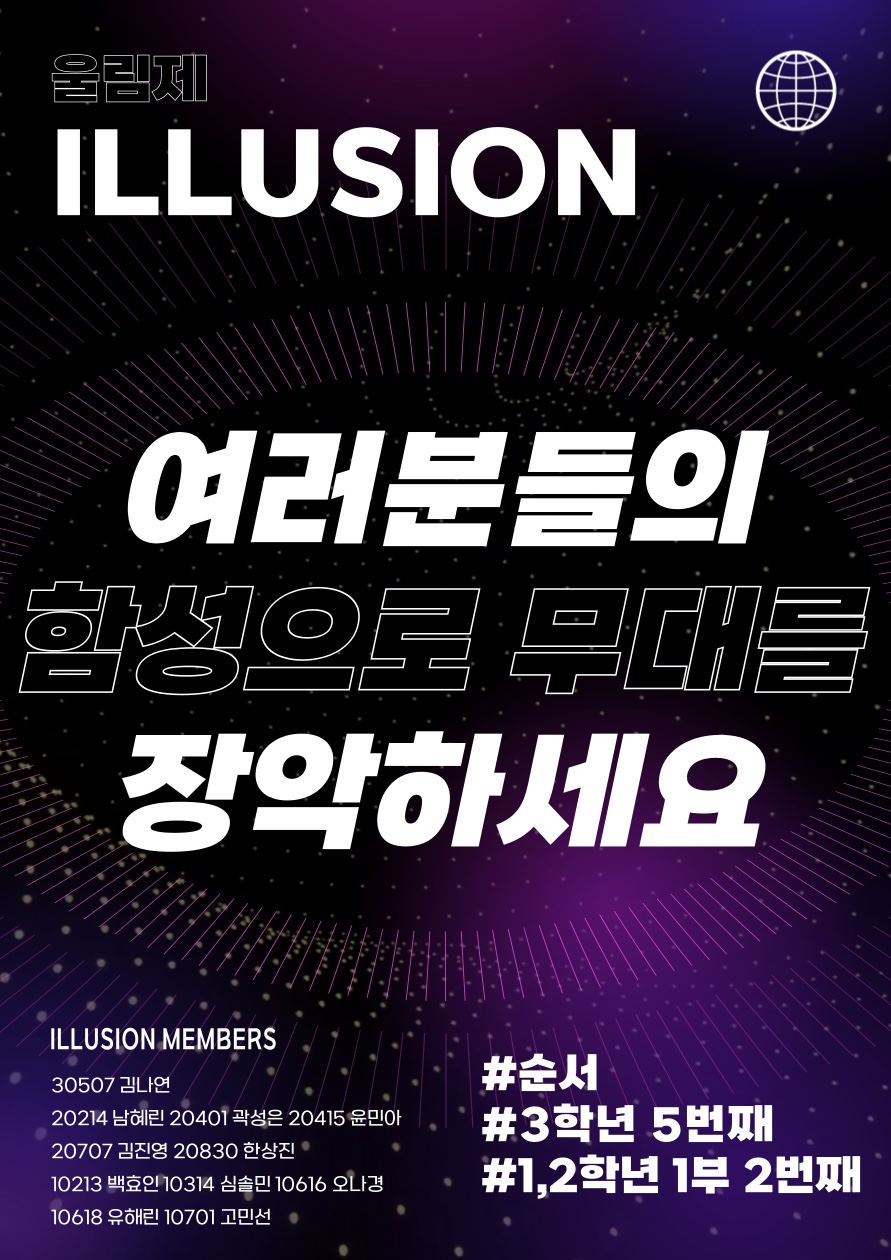 울림제
ILLUSION
여러분들의
함성으로 무대를
장악하세요
ILLUSION MEMBERS
30507 김나연
20214 남혜린 20401 곽성은 20415 윤민아
20707 김진영 20830 한상진
10213 백효인 10314 심솔민 10616 오나경
10618 유해린 10701 고민선
#순서
#3학년 5번째
#1,2학년 1부 2번째